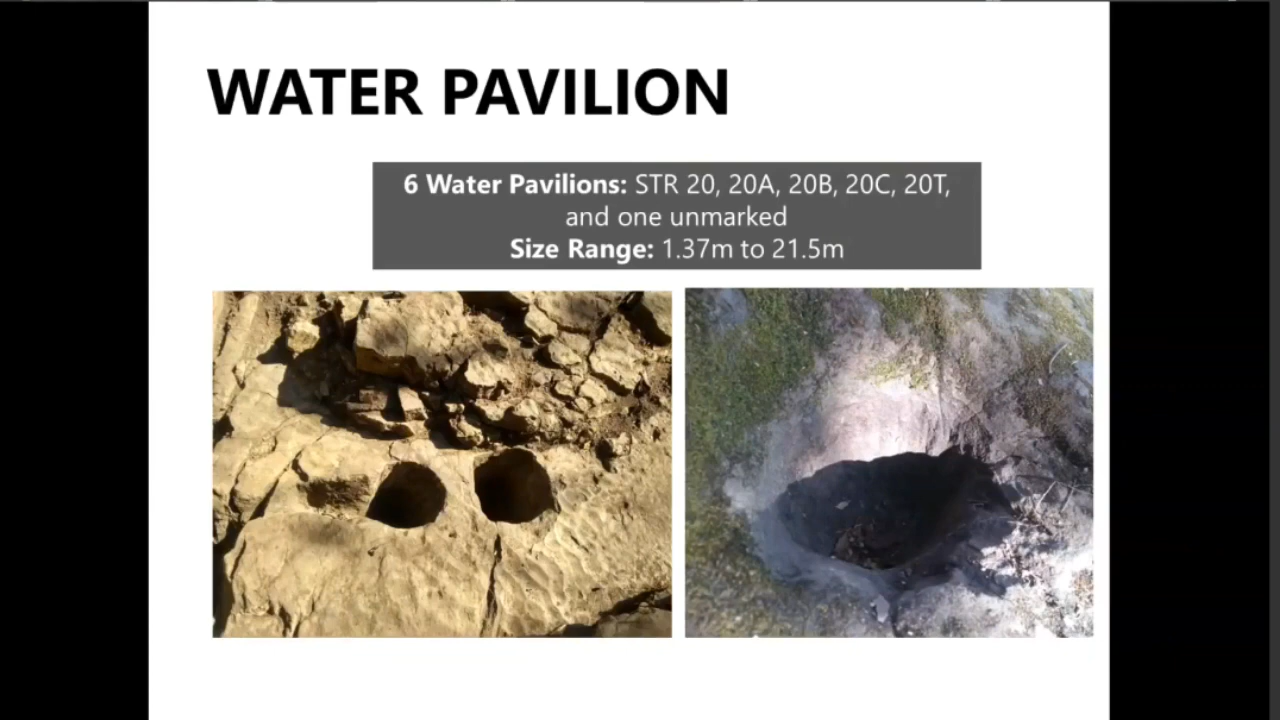 WATER PAVILION
6 Water Pavilions: STR 20, 20A, 20B, 20C, 20T,
and one unmarked
Size Range: 1.37m to 21.5m